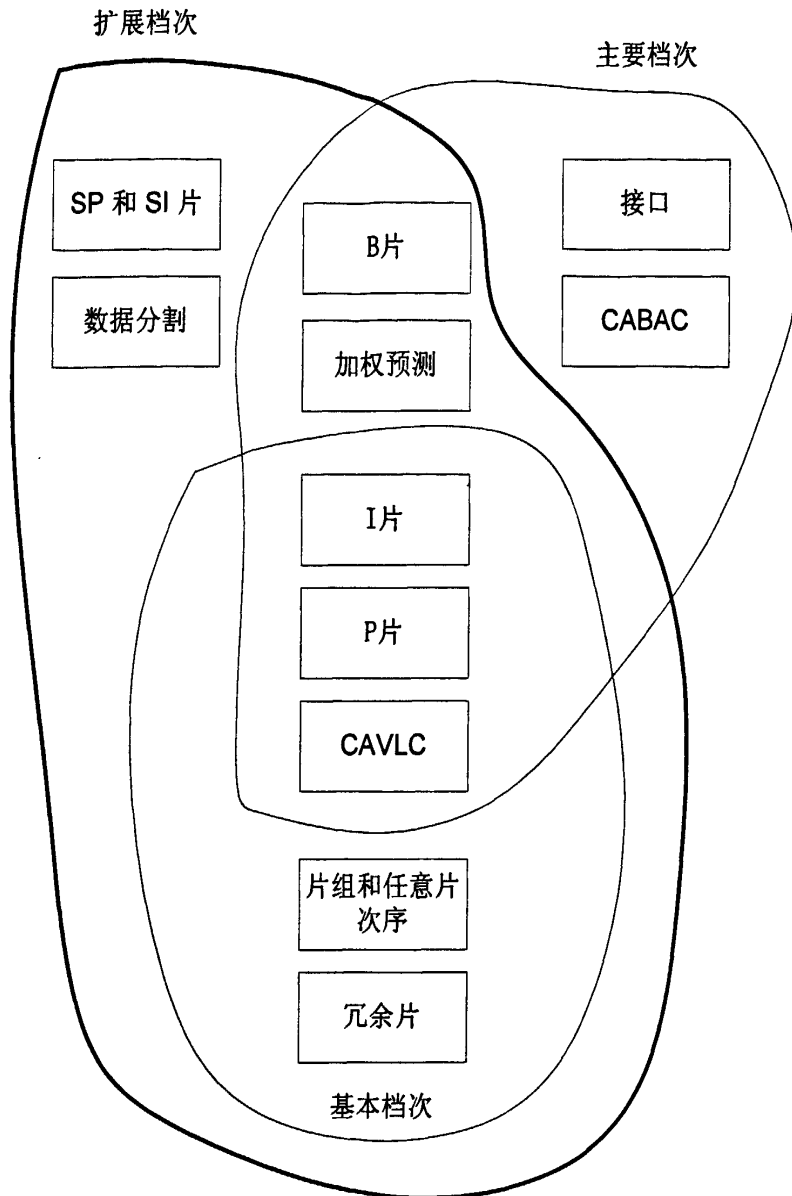 扩展档次
主要档次
SP 和 SI 片
接口
B片
数据分割
CABAC
加权预测
I片
P片
CAVLC
片组和任意片
次序
冗余片
基本档次